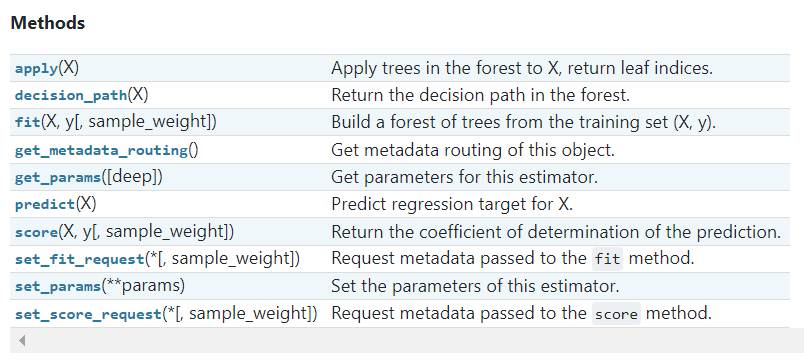 Methods
apply(X) Apply trees in the forest to X, return leaf indices.
decision_path(X) Return the decision path in the forest.
fit(X, y[, sample_weight]) Build a forest of trees from the training set (X, y).
get_metadata_routing() Get metadata routing of this object.
get_params([deep]) Get parameters for this estimator.
predict(X) Predict regression target for X.
score(X, y[, sample_weight]) Return the coefficient of determination of the prediction.
set_fit_request(*[, sample_weight]) Request metadata passed to the fit method.
set_params(**params) Set the parameters of this estimator.
set_score_request(*[, sample_weight]) Request metadata passed to the score method.